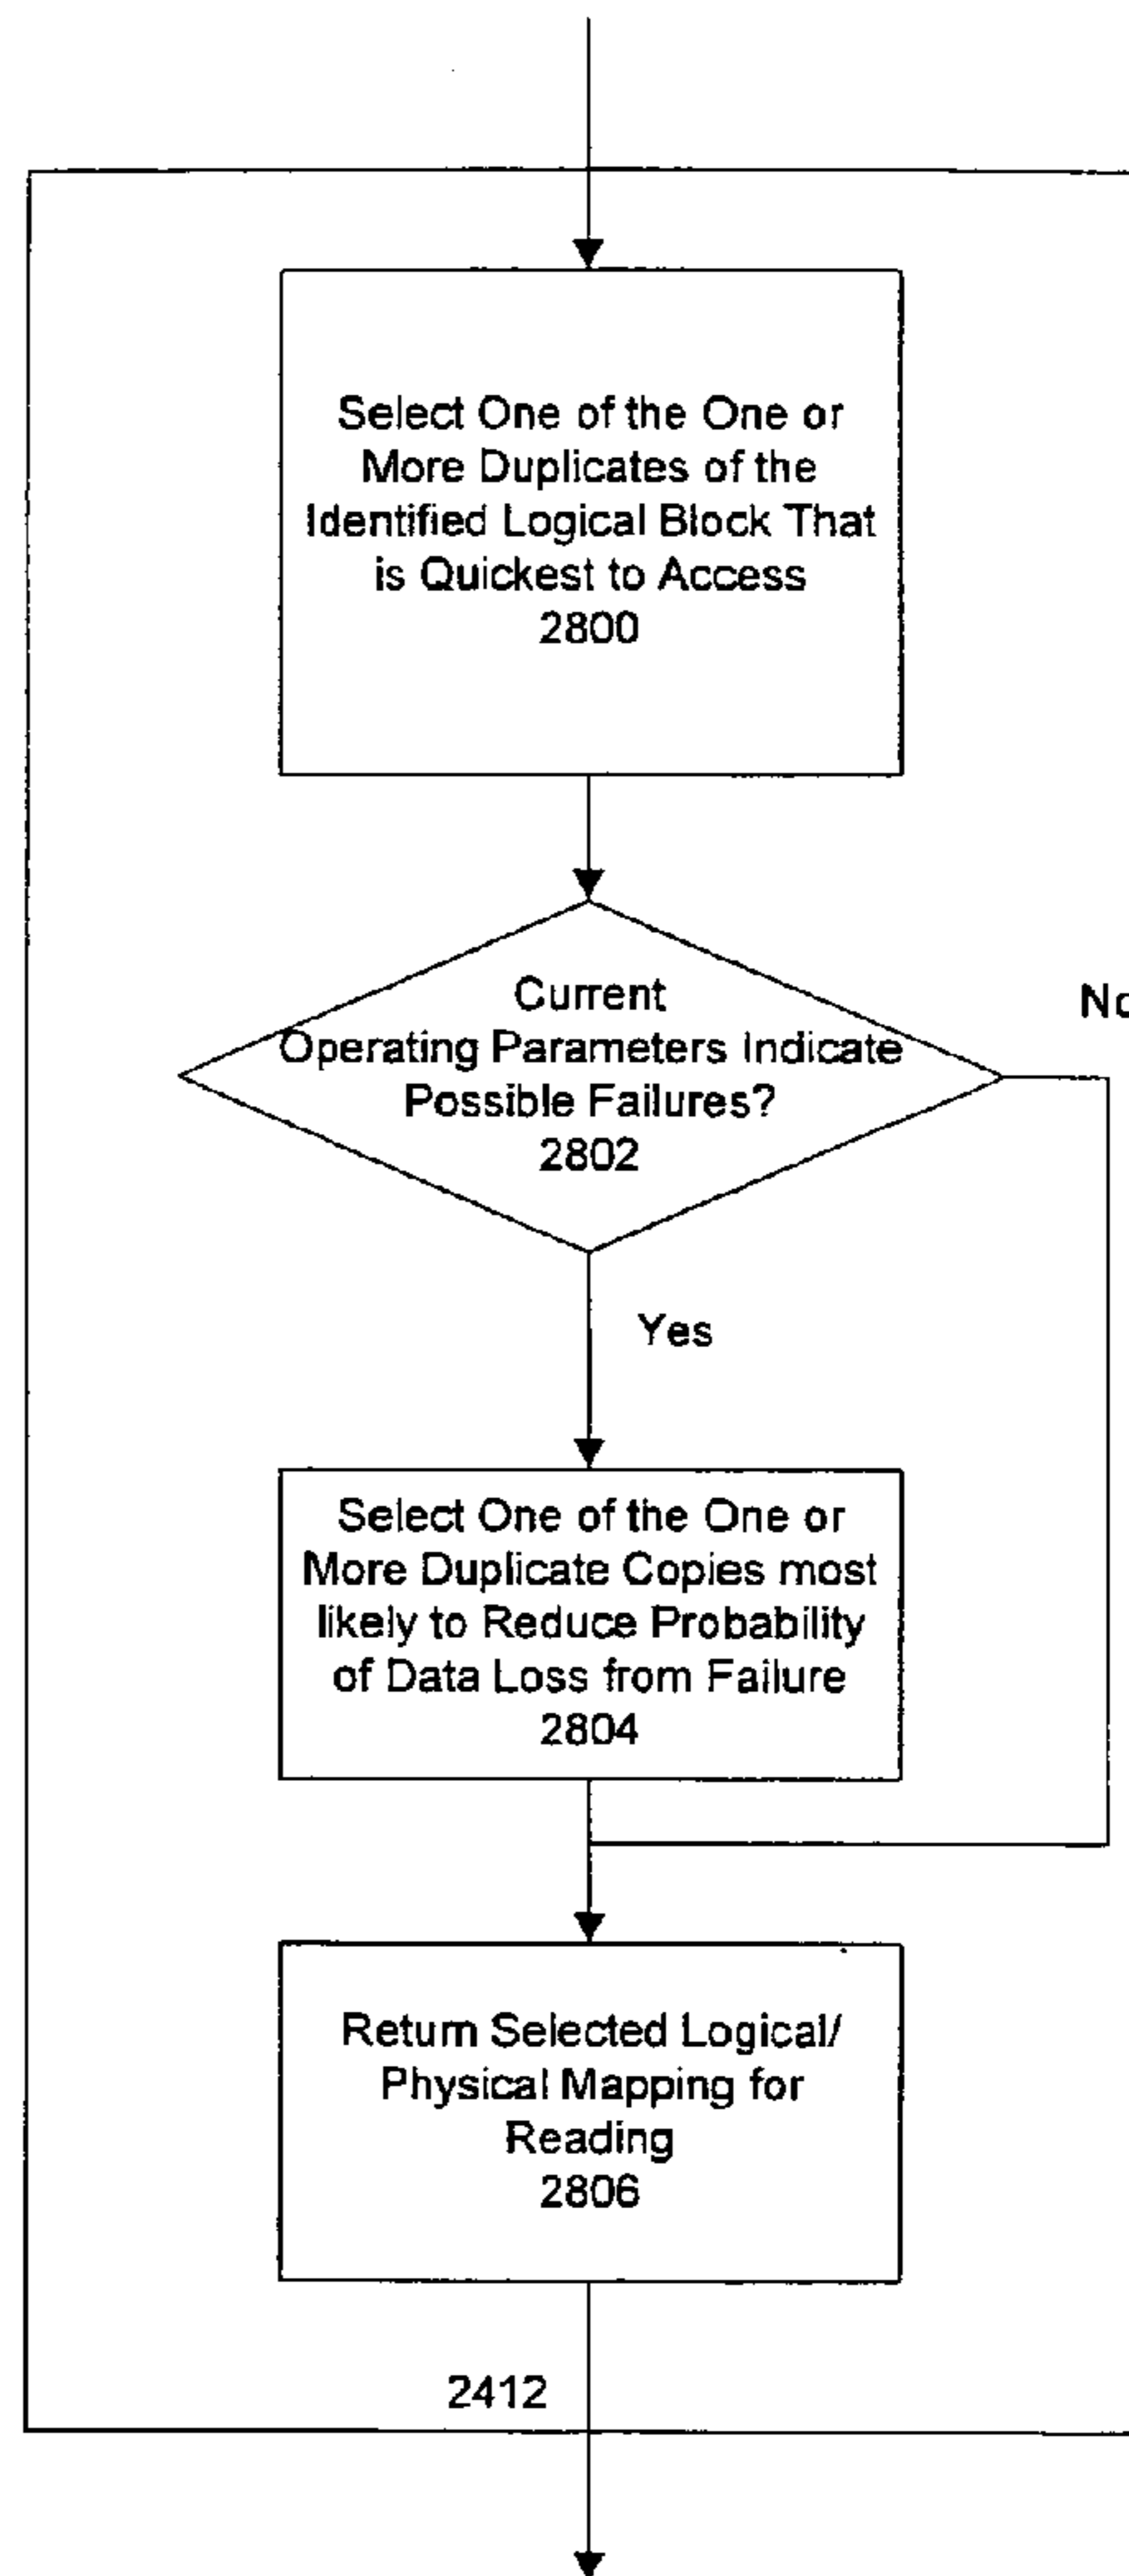 Select One of the One or
More Duplicates of the
Identified Logical Block That
is Quickest to Access
2800
Current
Operating Parameters Indicate
Possible Failures?
2802
No
Yes
Select One of the One or
More Duplicate Copies most
likely to Reduce Probability
of Data Loss from Failure
2804
Return Selected Logical/
Physical Mapping for
Reading
2806
2412